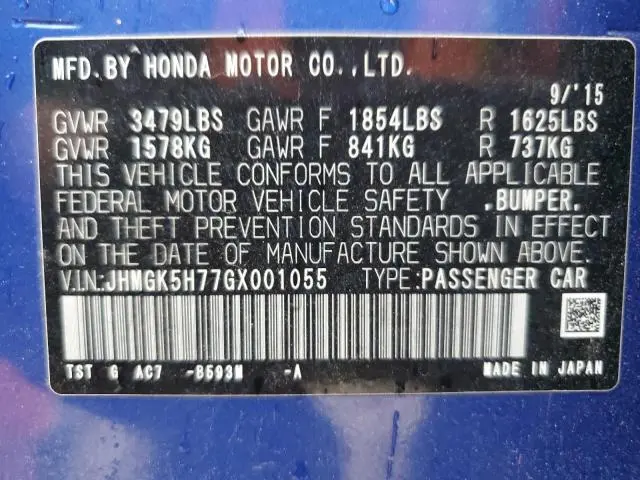 MFD. BY HONDA MOTOR CO.,LTD.
9/'15
GVWR 3479LBS GAWR F 1854LBS R 1625LBS
GVWR 1578KG GAWR F 841KG R 737KG
THIS VEHICLE CONFORMS TO ALL APPLICABLE
FEDERAL MOTOR VEHICLE SAFETY .BUMPER.
AND THEFT PREVENTION STANDARDS IN EFFECT
ON THE DATE OF MANUFACTURE SHOWN ABOVE.
V.I.N:JHMGK5H77GX001055 TYPE:PASSENGER CAR
TST G AC7 -B593M -A MADE IN JAPAN